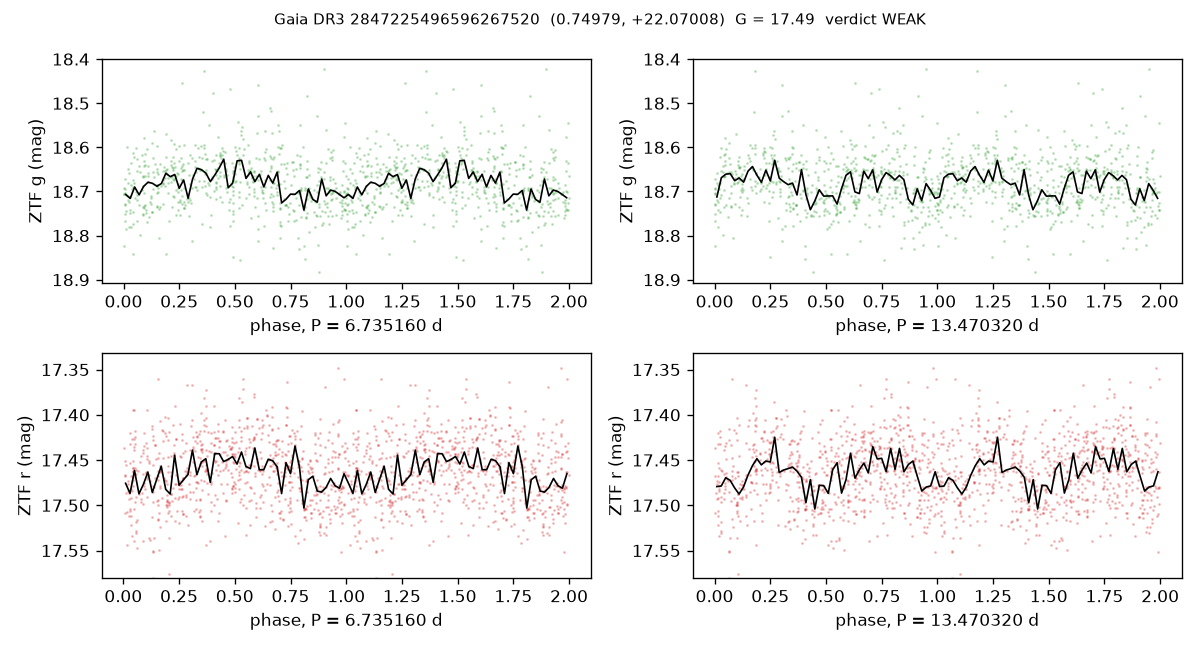 Gaia DR3 2847225496596267520 (0.74979, +22.07008) G = 17.49 verdict WEAK
18.4
18.5
18.6
18.7
18.8
18.9
ZTF g (mag)
0.00 0.25 0.50 0.75 1.00 1.25 1.50 1.75 2.00
phase, P = 6.735160 d
18.4
18.5
18.6
18.7
18.8
18.9
ZTF g (mag)
0.00 0.25 0.50 0.75 1.00 1.25 1.50 1.75 2.00
phase, P = 13.470320 d
17.35
17.40
17.45
17.50
17.55
ZTF r (mag)
0.00 0.25 0.50 0.75 1.00 1.25 1.50 1.75 2.00
phase, P = 6.735160 d
17.35
17.40
17.45
17.50
17.55
ZTF r (mag)
0.00 0.25 0.50 0.75 1.00 1.25 1.50 1.75 2.00
phase, P = 13.470320 d